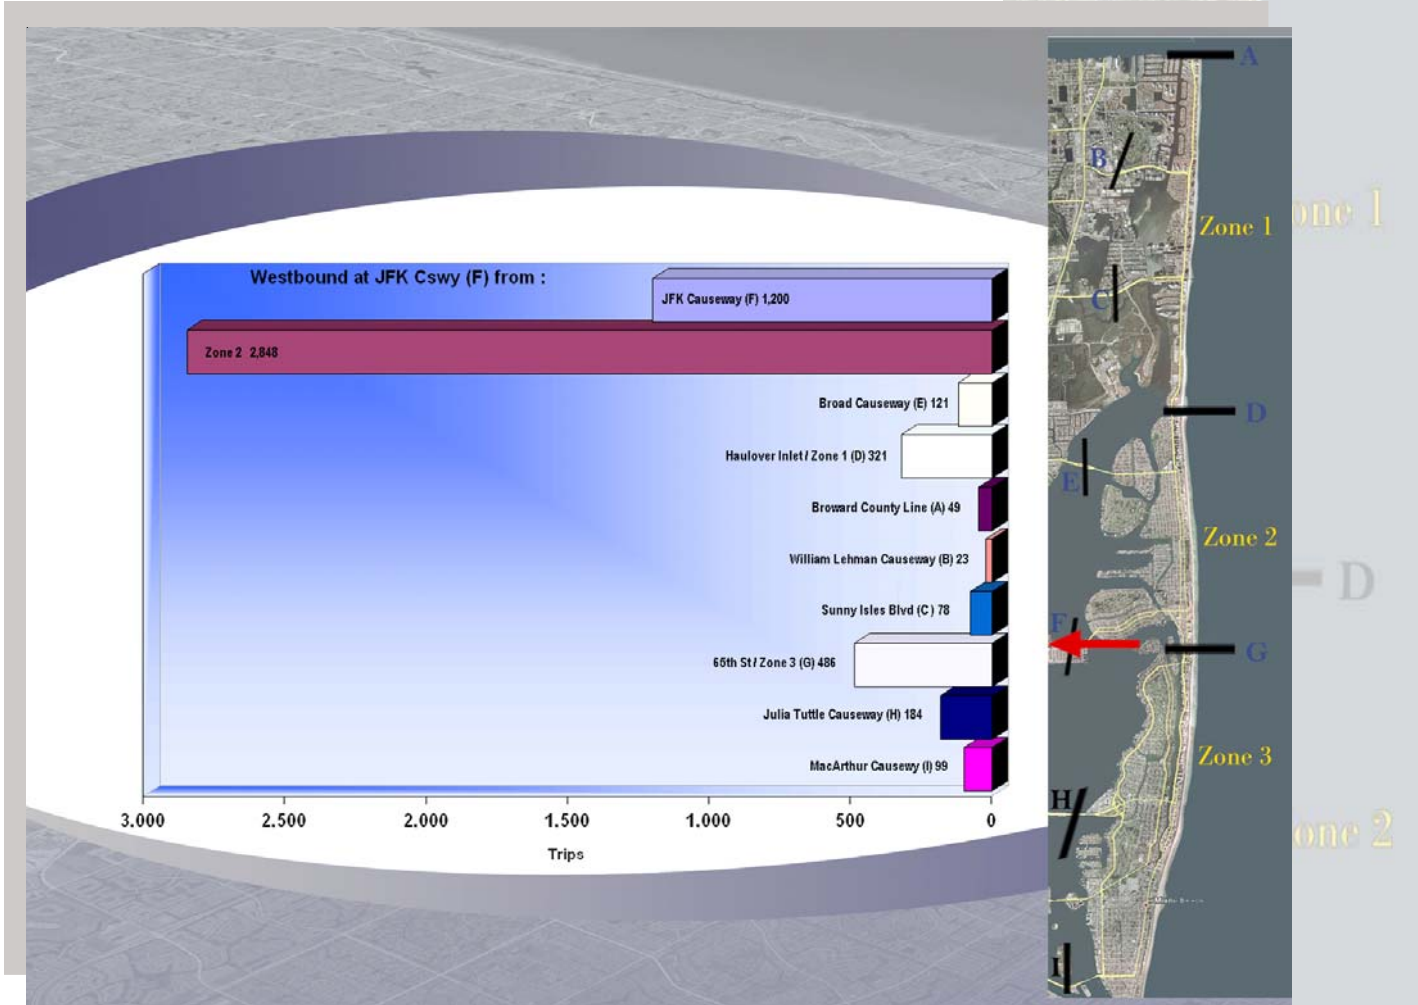 Westbound at JFK Cswy (F) from :
JFK Causeway (F) 1,200
Zone 2 2,848
Broad Causeway (E) 121
Haulover Inlet / Zone 1 (D) 321
Broward County Line (A) 49
William Lehman Causeway (B) 23
Sunny Isles Blvd (C ) 78
65th St / Zone 3 (G) 486
Julia Tuttle Causeway (H) 184
MacArthur Causewy (I) 99
3.000 2.500 2.000 1.500 1.000 500 0
Trips
A
B
Zone 1
C
D
E
Zone 2
F
G
Zone 3
H
Miami Beach
I
one 1
D
one 2